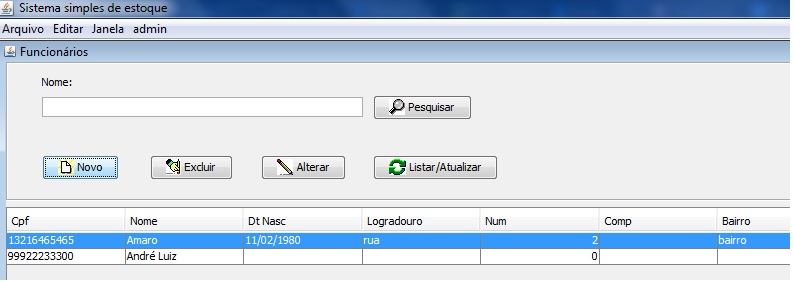 Sistema simples de estoque
Arquivo Editar Janela admin
Funcionários
Nome:
Pesquisar
Novo Excluir Alterar Listar/Atualizar
Cpf Nome Dt Nasc Logradouro Num Comp Bairro
13216465465 Amaro 11/02/1980 rua 2 bairro
99922233300 André Luiz 0